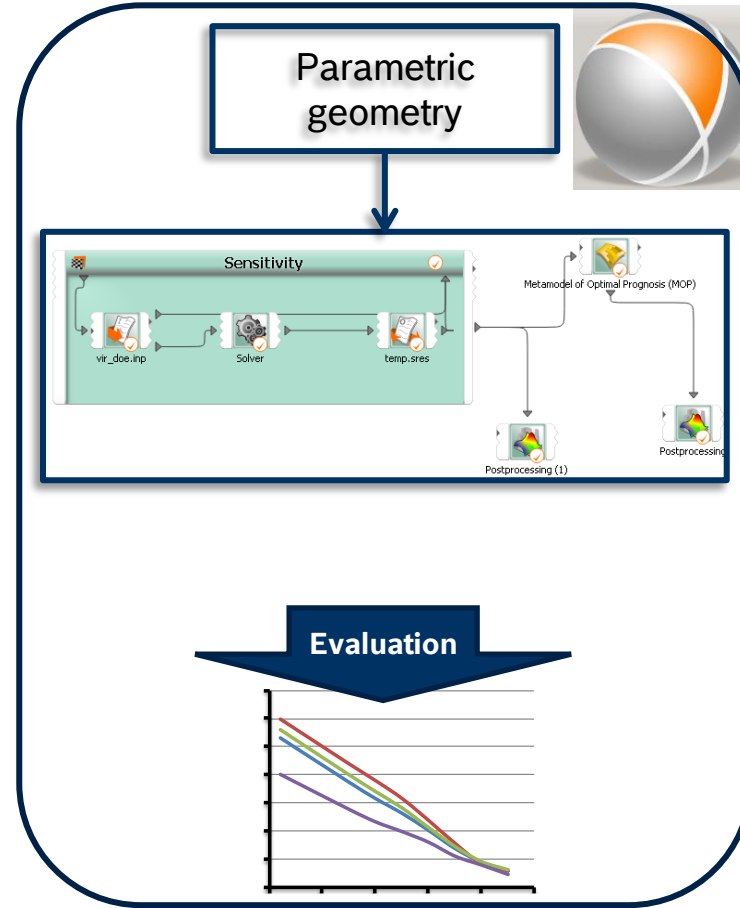 Parametric
geometry
Sensitivity
Metamodel of Optimal Prognosis (MOP)
vir_doe.inp
Solver
temp.sres
Postprocessing
Postprocessing (1)
Evaluation